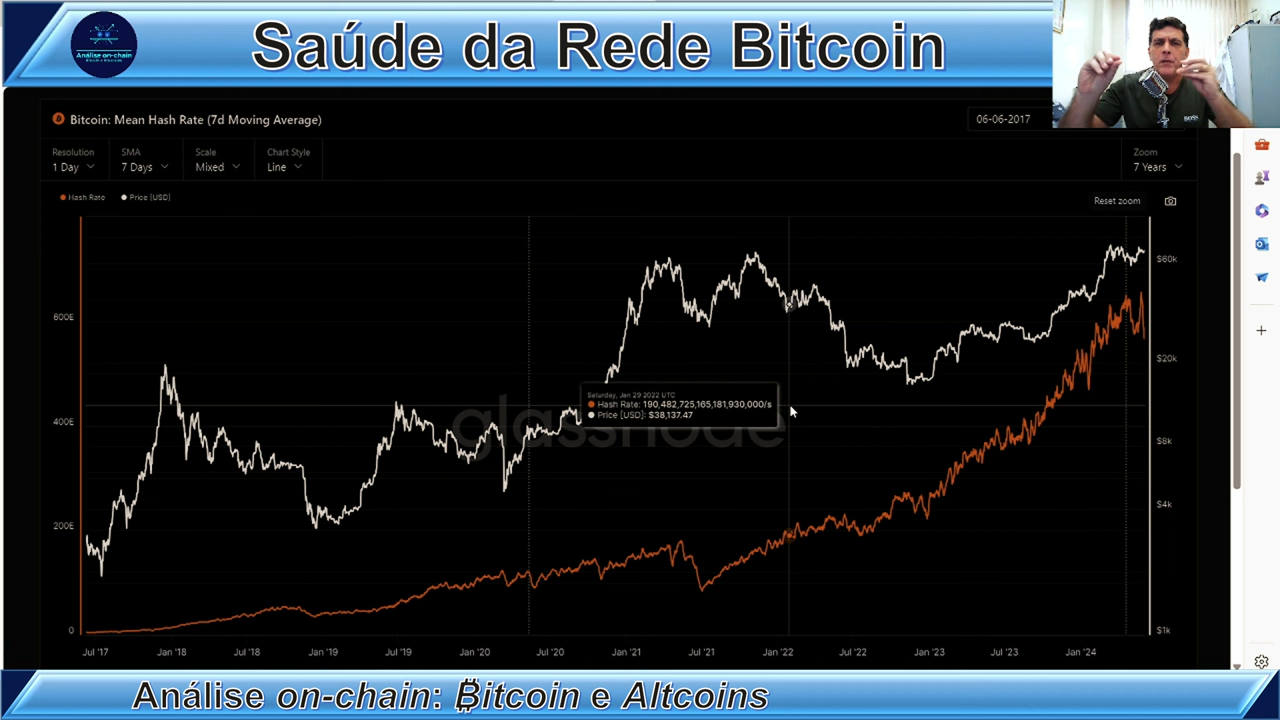 Saúde da Rede Bitcoin
Análise on-chain
Bitcoin: Mean Hash Rate (7d Moving Average)
06-06-2017
Resolution
1 Day
SMA
7 Days
Scale
Mixed
Chart Style
Line
Zoom
7 Years
Hash Rate
Price [USD]
Reset zoom
$60k
600E
$20k
Saturday, Jan 29 2022 UTC
Hash Rate: 190,482,725,165,181,930,000/s
Price [USD]: $38,137.47
glassnode
400E
$8k
$4k
200E
0
$1k
Jul '17
Jan '18
Jul '18
Jan '19
Jul '19
Jan '20
Jul '20
Jan '21
Jul '21
Jan '22
Jul '22
Jan '23
Jul '23
Jan '24
Análise on-chain: ₿itcoin e Altcoins